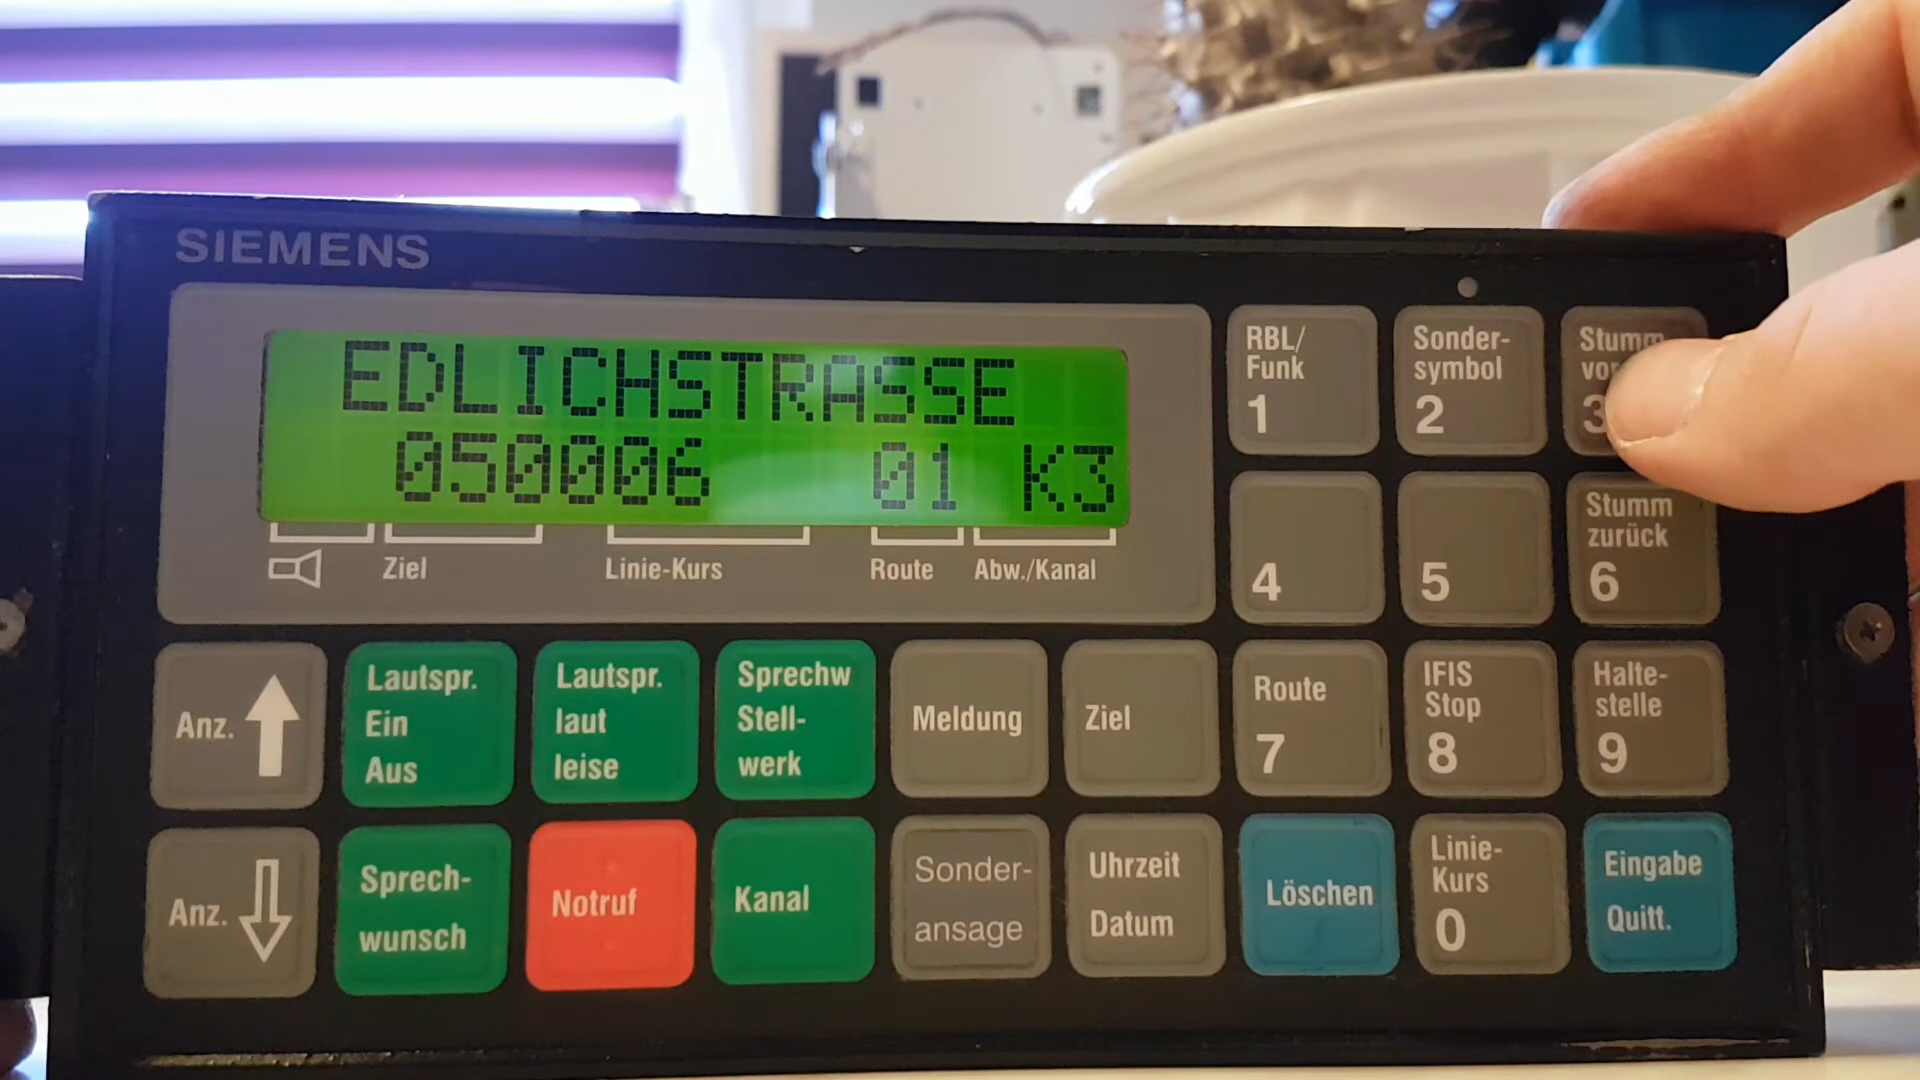 SIEMENS
EDLICHSTRASSE
050006 01 K3
Ziel Linie-Kurs Route Abw./Kanal
RBL/
Funk
1
Sonder-
symbol
2
Stumm
3
4
5
Stumm
zurück
6
Anz.
Lautspr.
Ein
Aus
Lautspr.
laut
leise
Sprechw
Stell-
werk
Meldung
Ziel
Route
7
IFIS
Stop
8
Halte-
stelle
9
Anz.
Sprech-
wunsch
Notruf
Kanal
Sonder-
ansage
Uhrzeit
Datum
Löschen
Linie-
Kurs
0
Eingabe
Quitt.